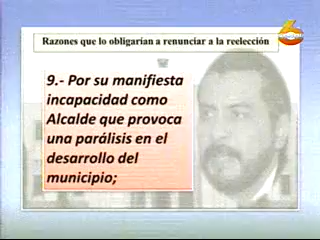 Razones que lo obligarían a renunciar a la reelección
9.- Por su manifiesta
incapacidad como
Alcalde que provoca
una parálisis en el
desarrollo del
municipio;